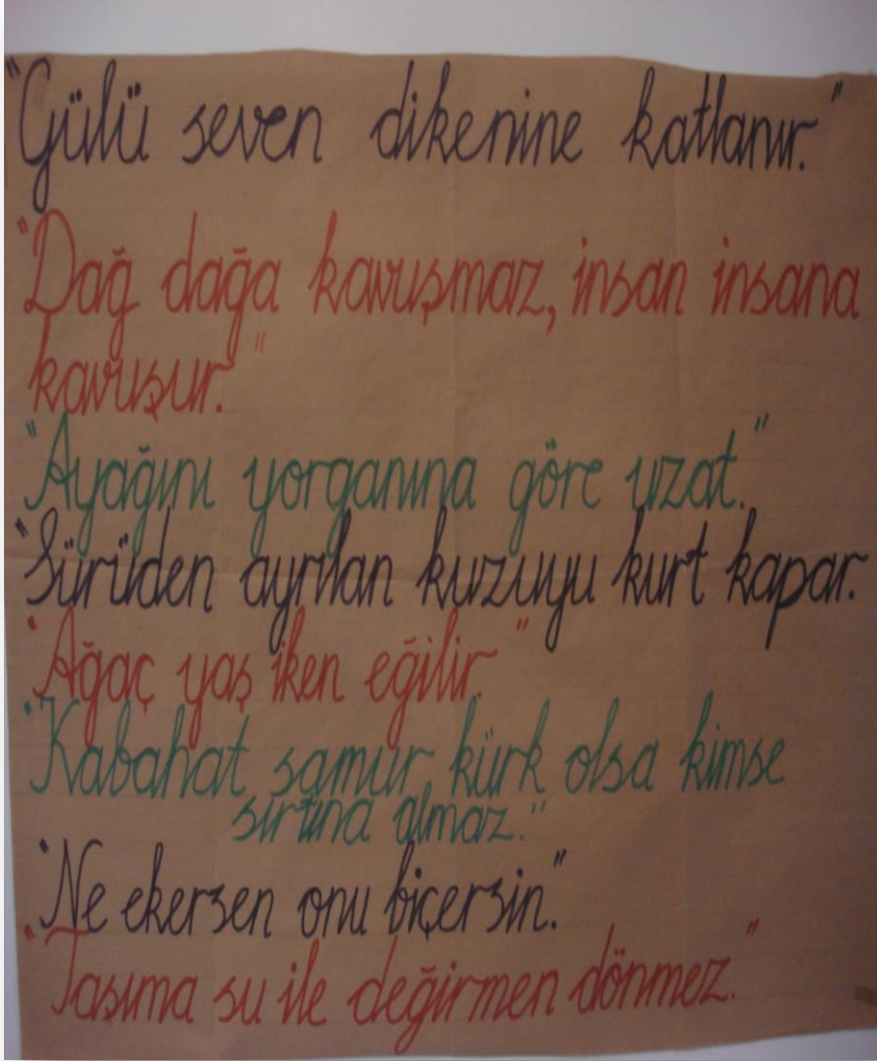 "Gülü seven dikenine katlanır."
"Dağ dağa kavuşmaz, insan insana
kavuşur."
"Ayağını yorganına göre uzat."
"Sürüden ayrılan kuzuyu kurt kapar.
"Ağaç yaş iken eğilir."
"Kabahat samur kürk olsa kimse
sırtına almaz."
"Ne ekersen onu biçersin."
"Taşıma su ile değirmen dönmez."